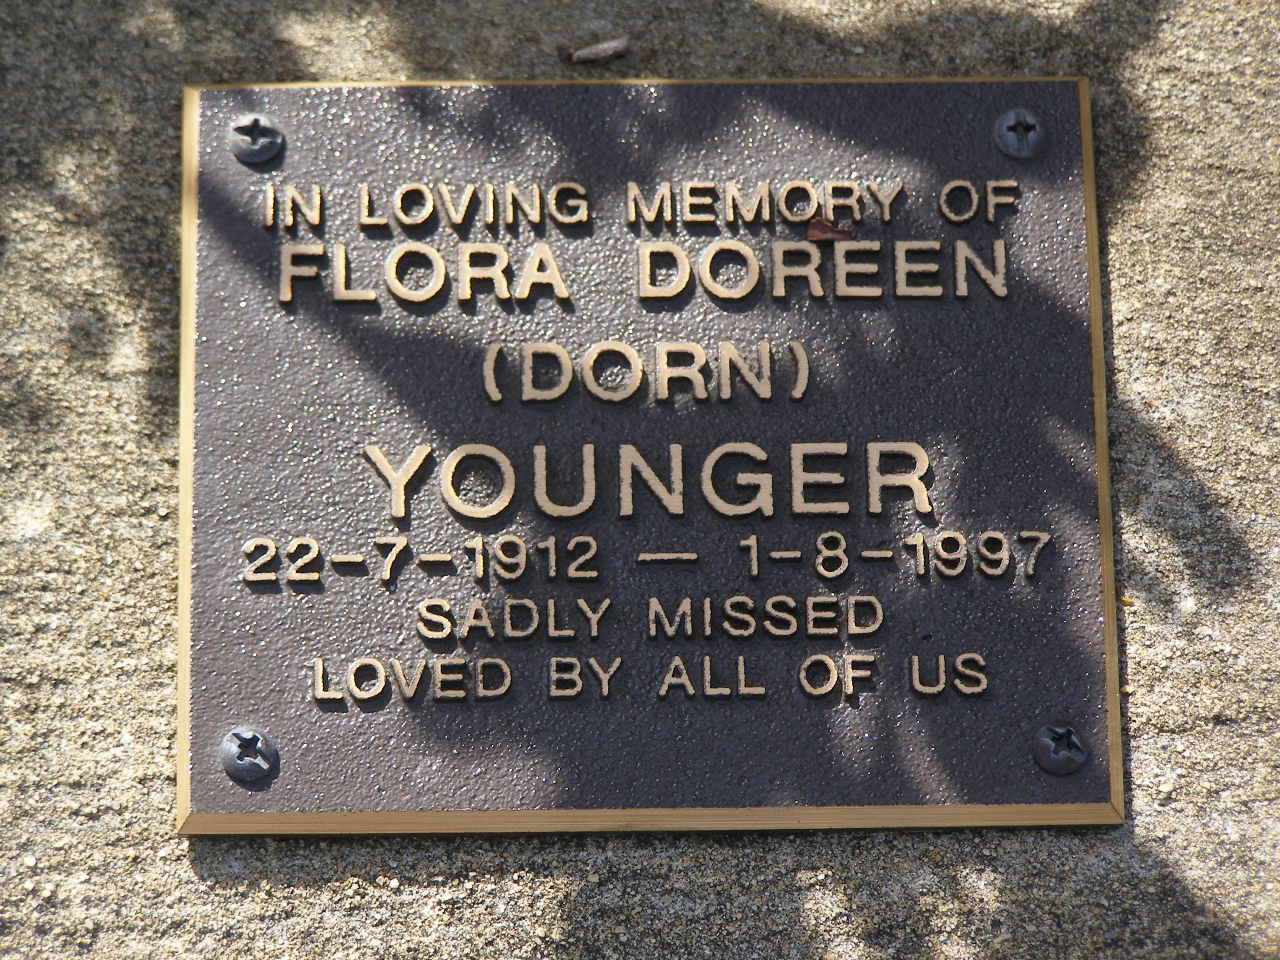 IN LOVING MEMORY OF
FLORA DOREEN
(DORN)
YOUNGER
22-7-1912 — 1-8-1997
SADLY MISSED
LOVED BY ALL OF US